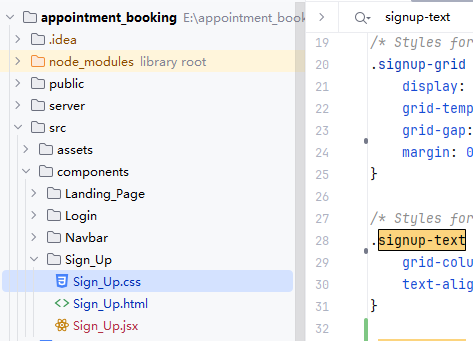 appointment_booking E:\appointment_book
.idea
node_modules library root
public
server
src
assets
components
Landing_Page
Login
Navbar
Sign_Up
Sign_Up.css
Sign_Up.html
Sign_Up.jsx
signup-text
19 /* Styles for
20 .signup-grid
21 display:
22 grid-temp
23 grid-gap:
24 margin: 0
25 }
26
27 /* Styles for
28 .signup-text
29 grid-colu
30 text-alig
31 }
32